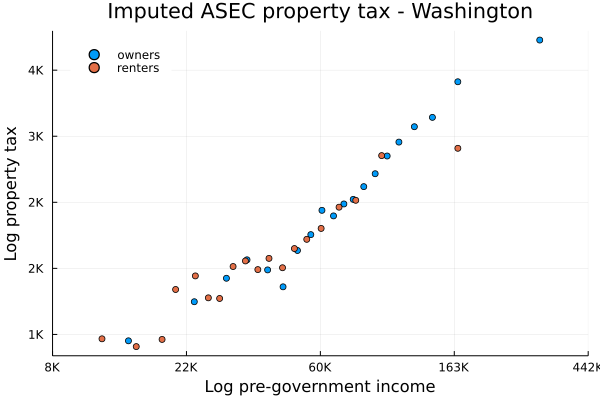 Imputed ASEC property tax - Washington
owners
renters
4K
3K
2K
2K
1K
Log property tax
8K
22K
60K
163K
442K
Log pre-government income